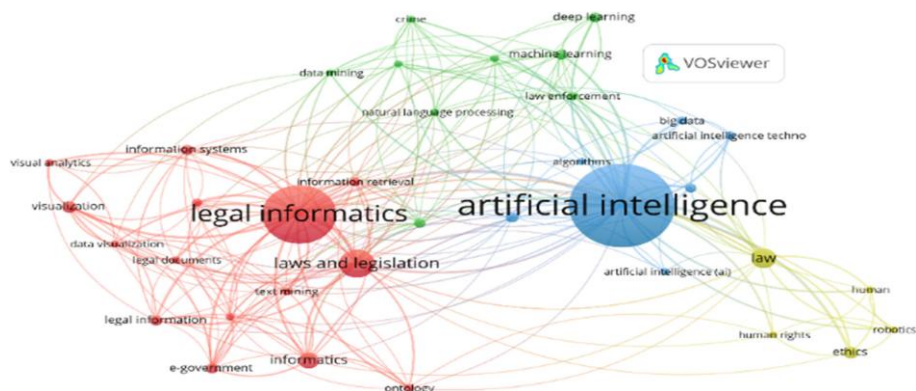 crime
deep learning
machine learning
VOSviewer
data mining
law enforcement
natural language processing
big data
artificial intelligence techno
information systems
visual analytics
algorithms
information retrieval
visualization
legal informatics
artificial intelligence
data visualization
legal documents
laws and legislation
law
artificial intelligence (ai)
text mining
human
legal information
robotics
human rights
ethics
informatics
e-government
ontology